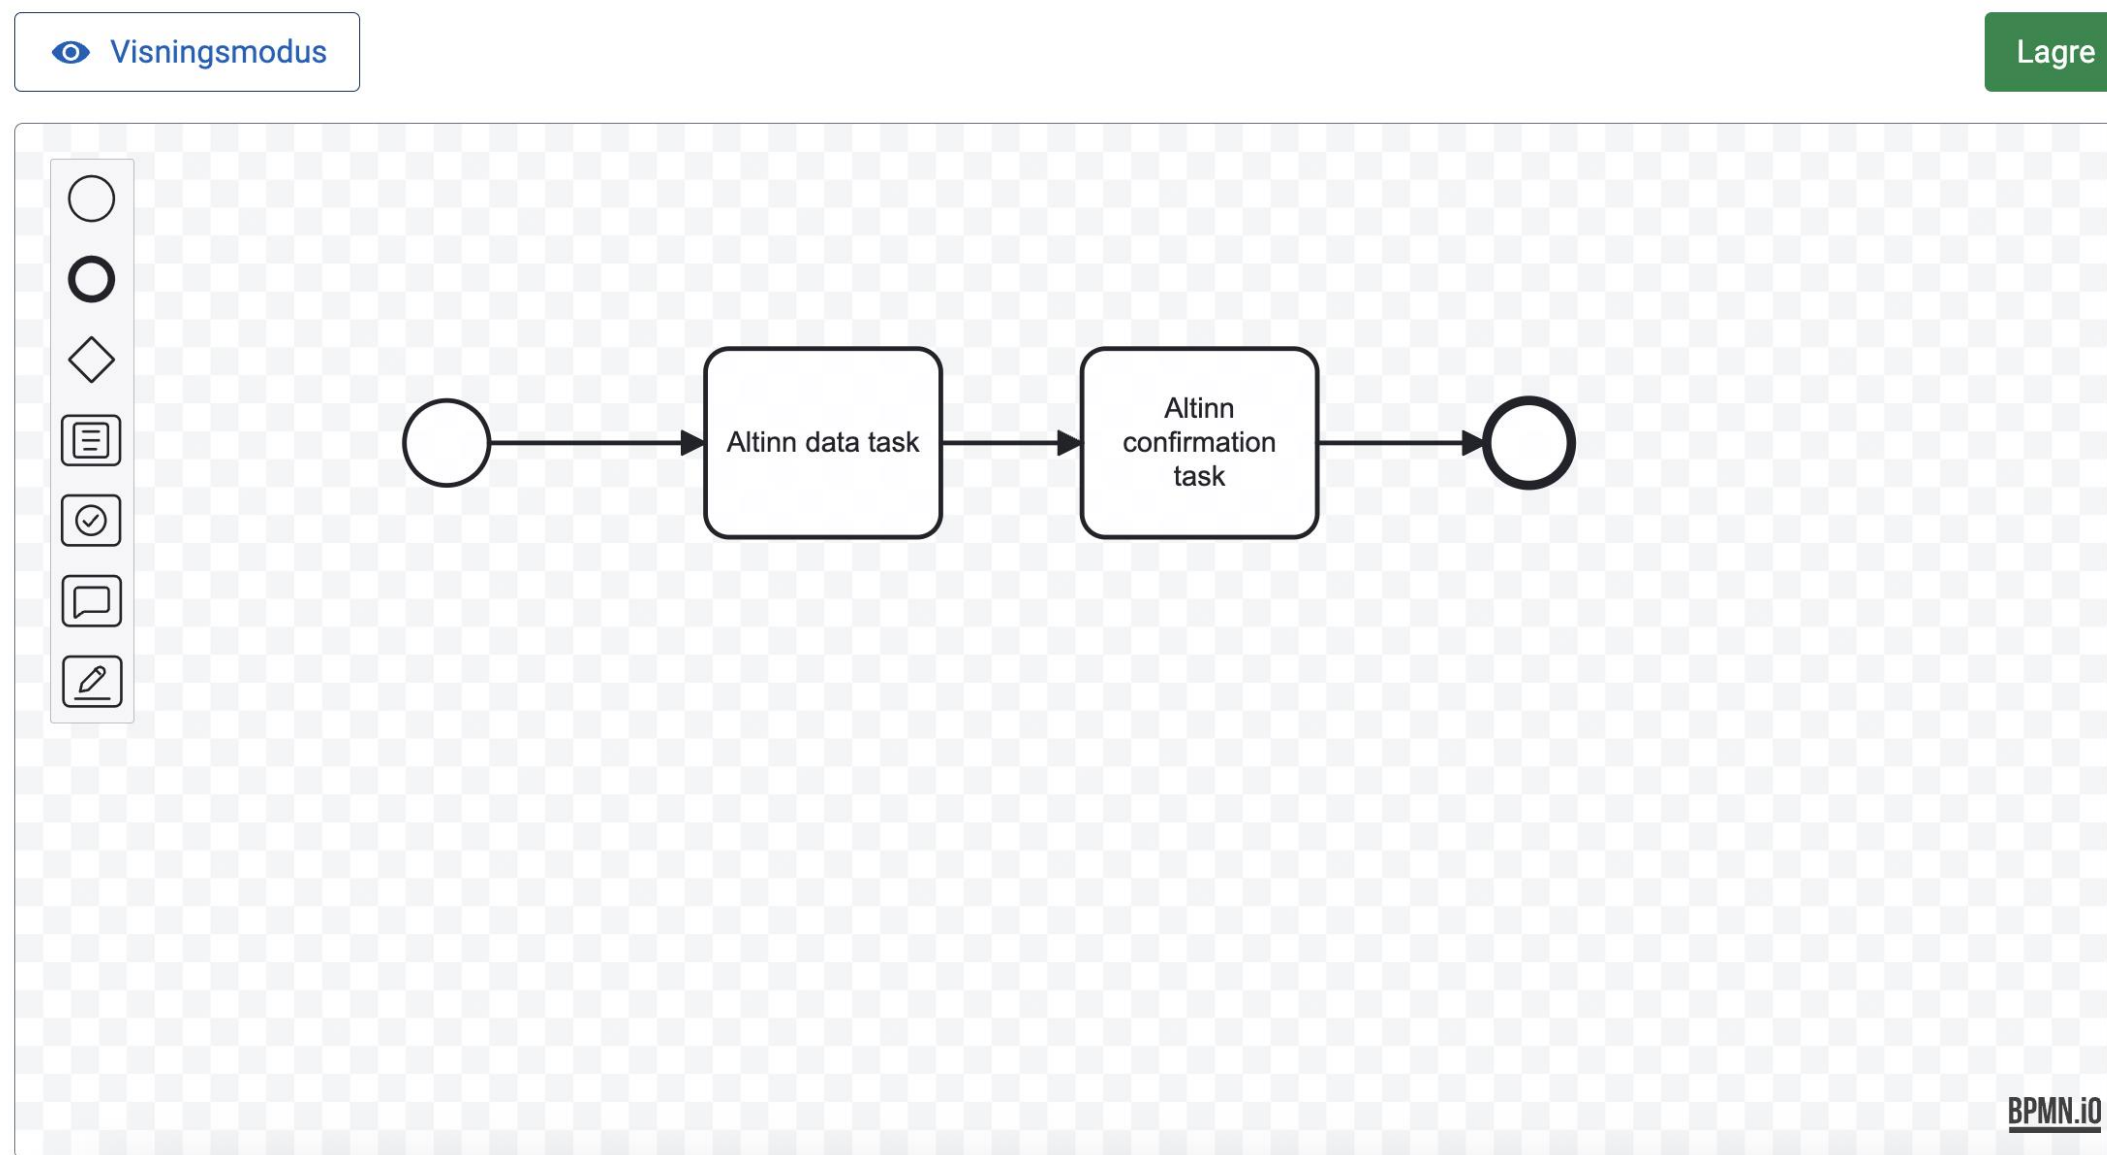 Visningsmodus
Lagre
Altinn data task
Altinn
confirmation
task
BPMN.iO